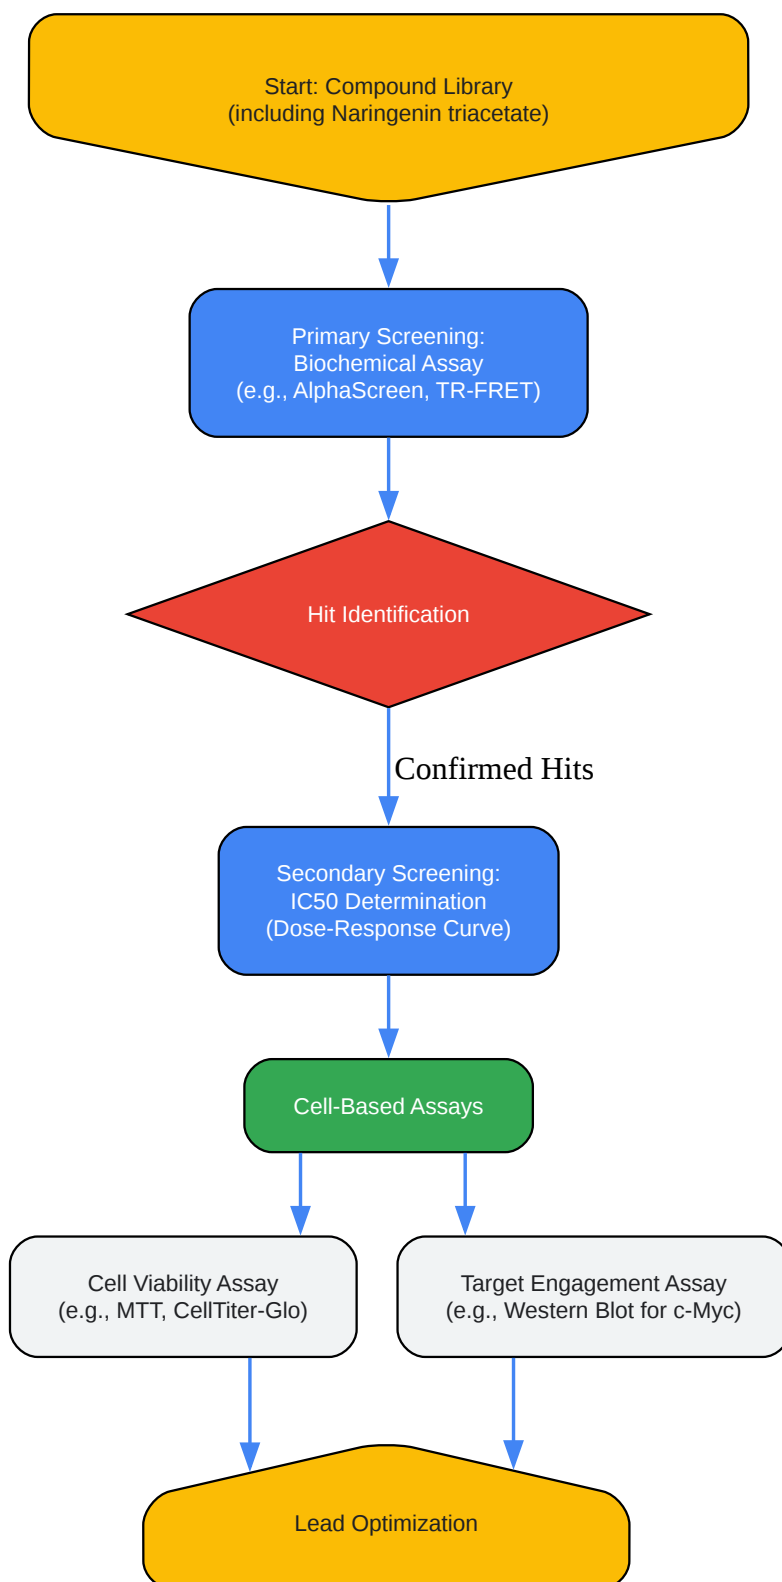 Start: Compound Library
(including Naringenin triacetate)
Primary Screening:
Biochemical Assay
(e.g., AlphaScreen, TR-FRET)
Hit Identification
Confirmed Hits
Secondary Screening:
IC50 Determination
(Dose-Response Curve)
Cell-Based Assays
Cell Viability Assay
(e.g., MTT, CellTiter-Glo)
Target Engagement Assay
(e.g., Western Blot for c-Myc)
Lead Optimization